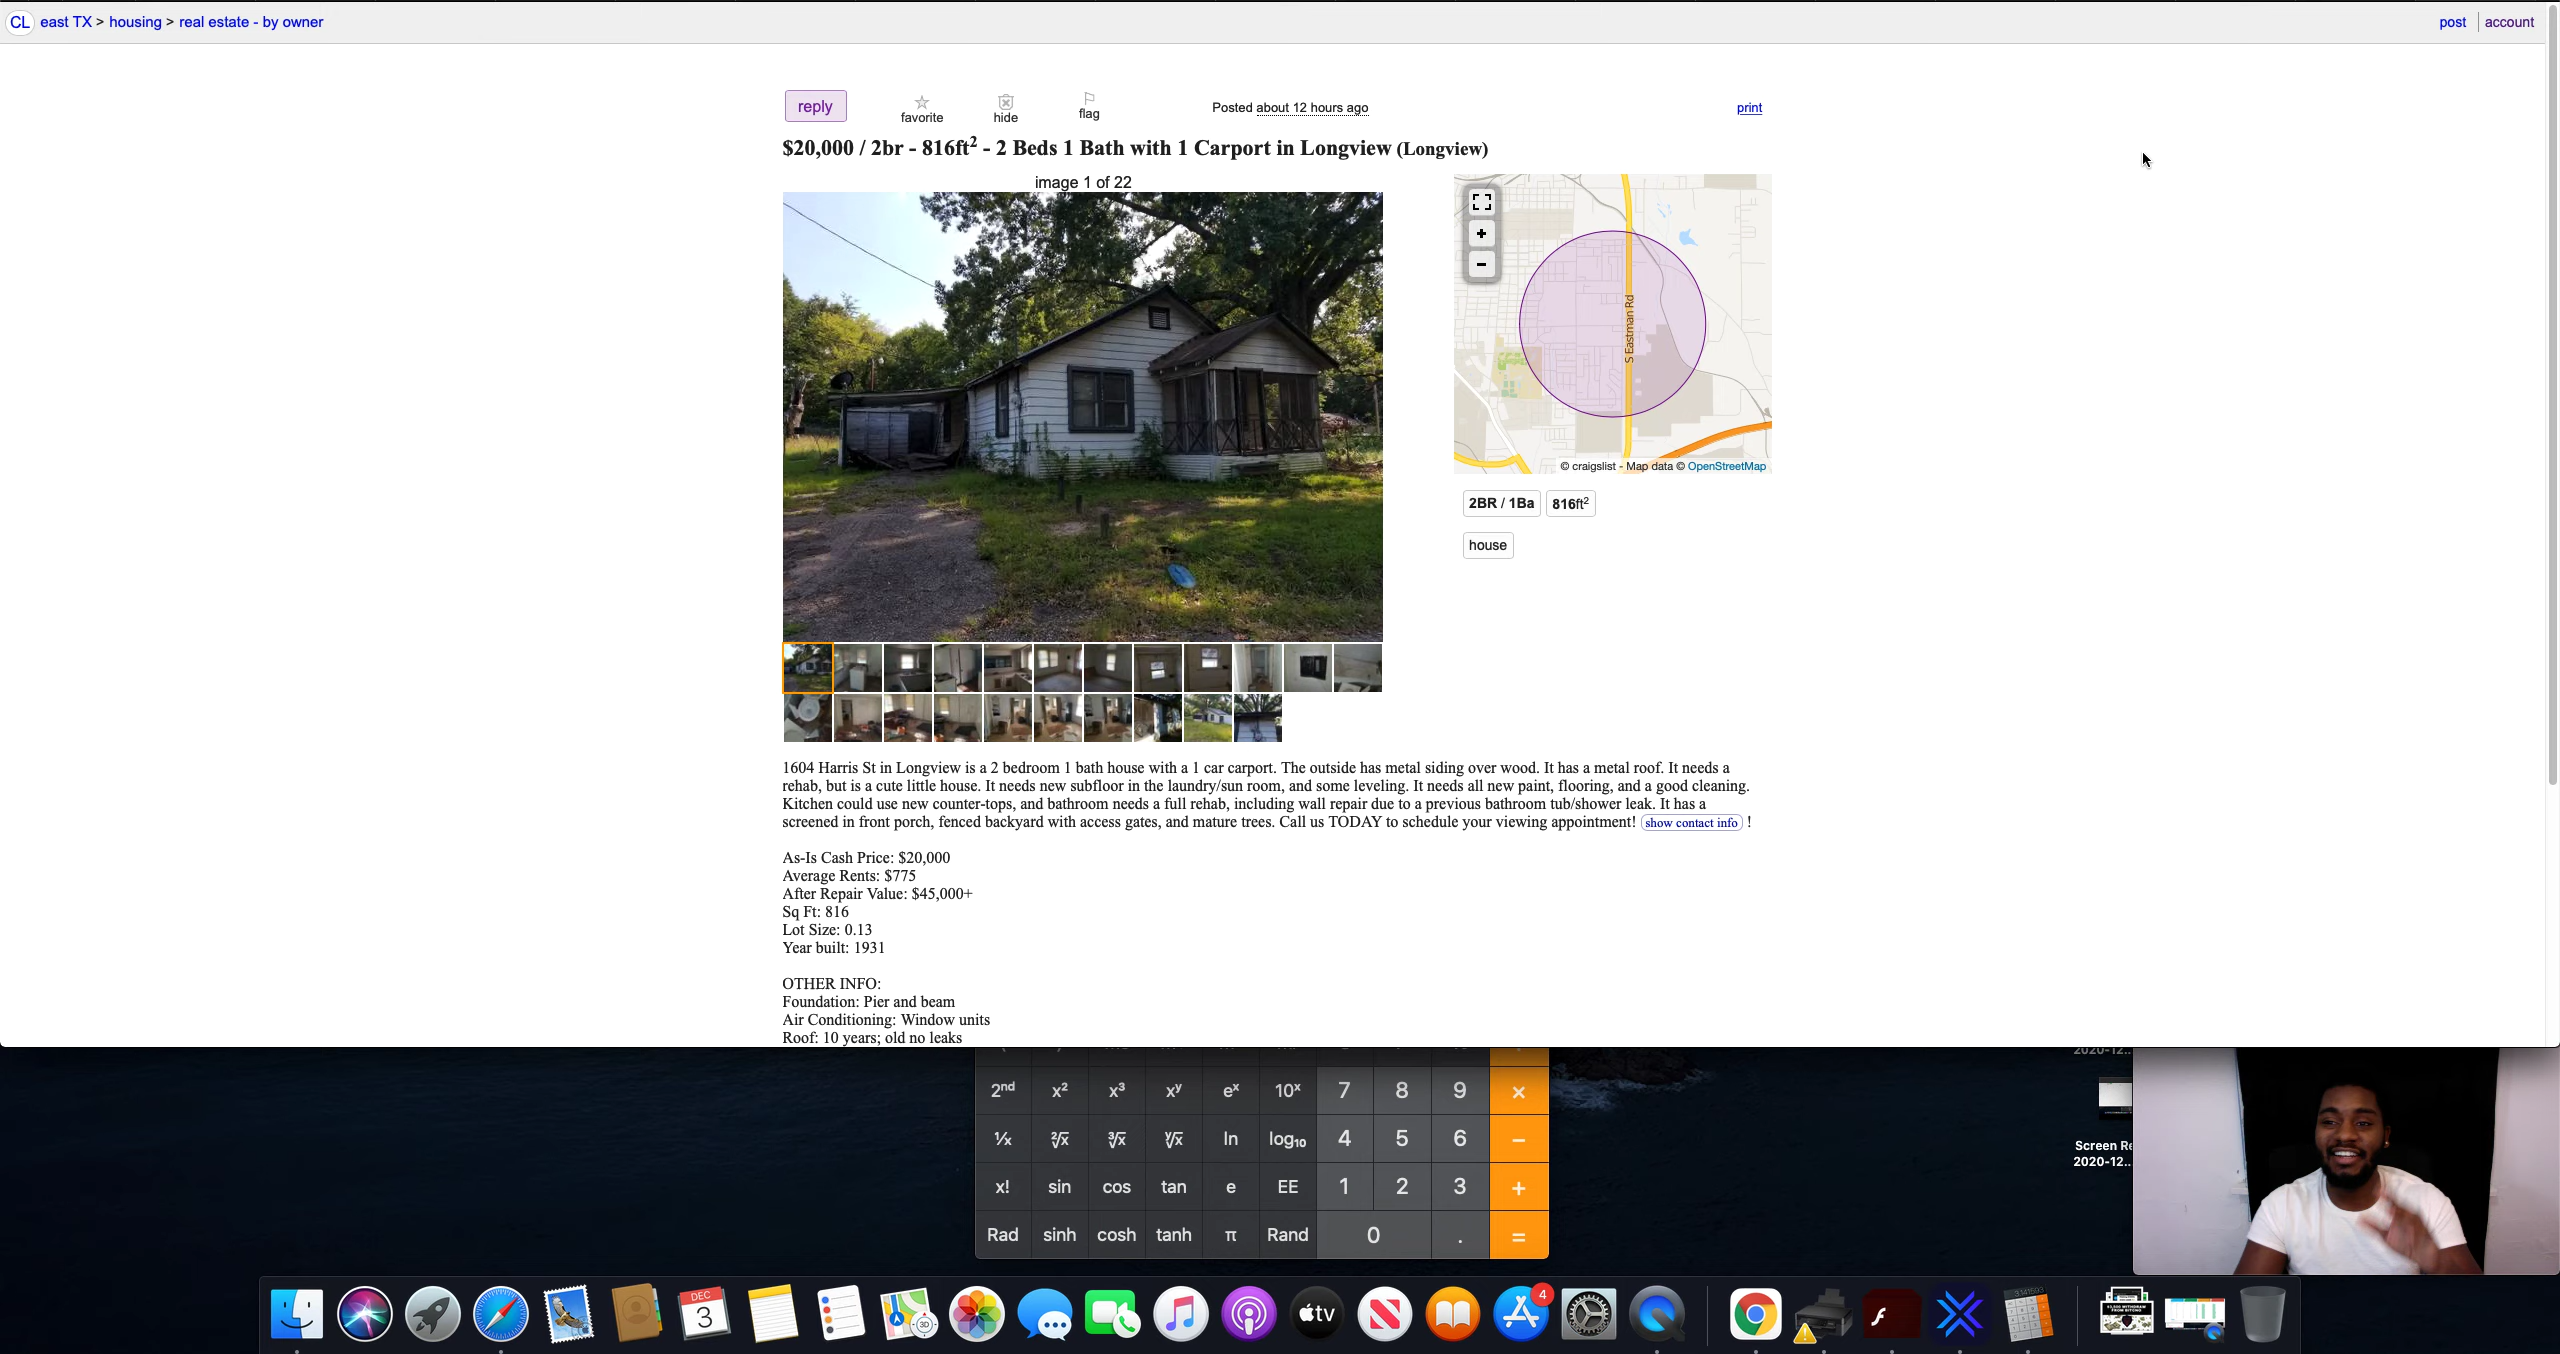 CL east TX > housing > real estate - by owner
post account
reply
favorite
hide
flag
Posted about 12 hours ago
print
$20,000 / 2br - 816ft² - 2 Beds 1 Bath with 1 Carport in Longview (Longview)
image 1 of 22
+
−
S Eastman Rd
© craigslist - Map data © OpenStreetMap
2BR / 1Ba 816ft²
house
1604 Harris St in Longview is a 2 bedroom 1 bath house with a 1 car carport. The outside has metal siding over wood. It has a metal roof. It needs a
rehab, but is a cute little house. It needs new subfloor in the laundry/sun room, and some leveling. It needs all new paint, flooring, and a good cleaning.
Kitchen could use new counter-tops, and bathroom needs a full rehab, including wall repair due to a previous bathroom tub/shower leak. It has a
screened in front porch, fenced backyard with access gates, and mature trees. Call us TODAY to schedule your viewing appointment! show contact info !
As-Is Cash Price: $20,000
Average Rents: $775
After Repair Value: $45,000+
Sq Ft: 816
Lot Size: 0.13
Year built: 1931
OTHER INFO:
Foundation: Pier and beam
Air Conditioning: Window units
Roof: 10 years; old no leaks
2020-12...
2nd x² x³ xʸ eˣ 10ˣ 7 8 9 ×
¹/x ²√x ³√x ʸ√x ln log₁₀ 4 5 6 −
x! sin cos tan e EE 1 2 3 +
Rad sinh cosh tanh π Rand 0 . =
Screen Re
2020-12...
DEC
3
3D
tv
4